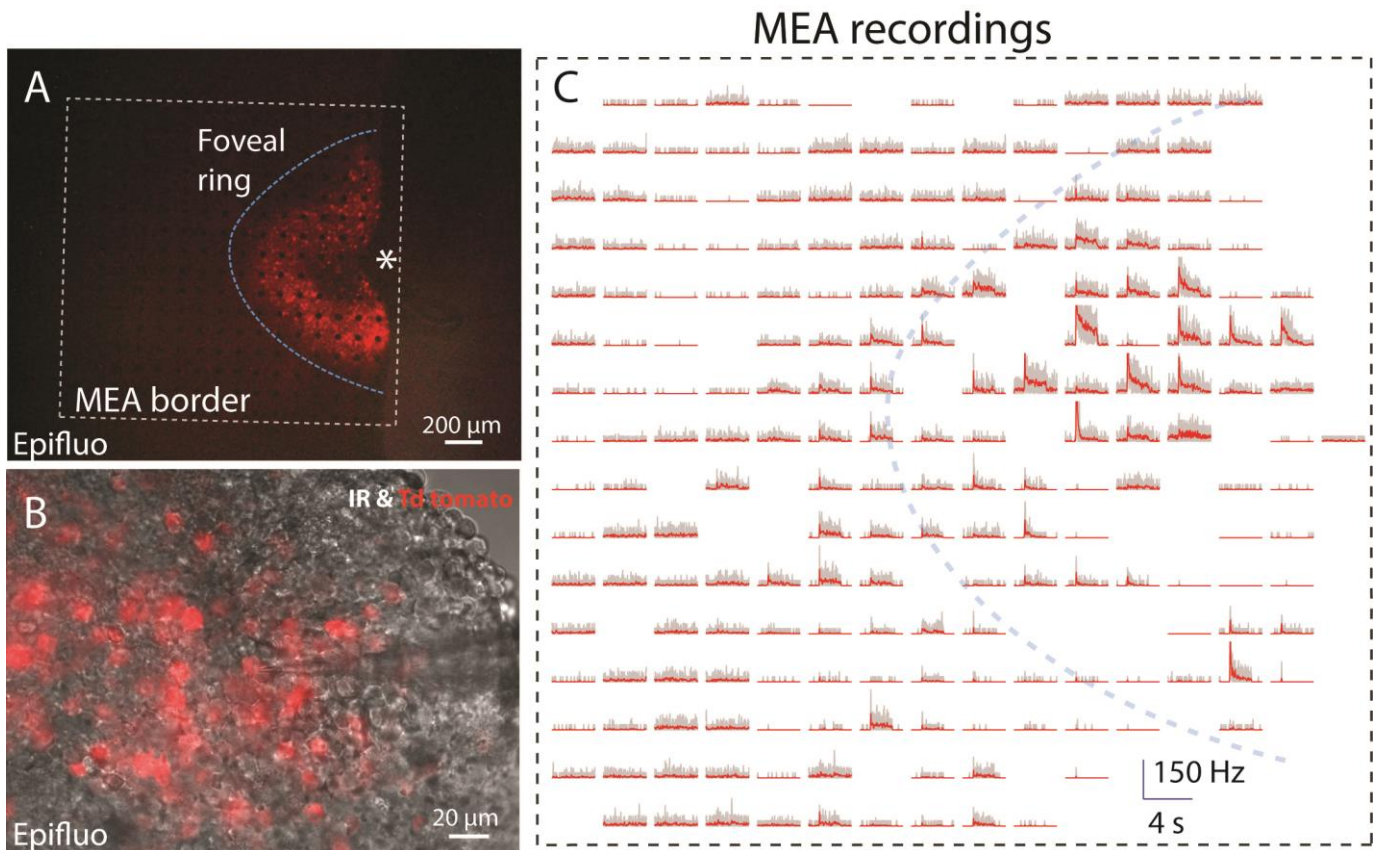 MEA recordings
A
Foveal
ring
*
MEA border
200 µm
Epifluo
B
IR & Td tomato
20 µm
Epifluo
C
150 Hz
4 s